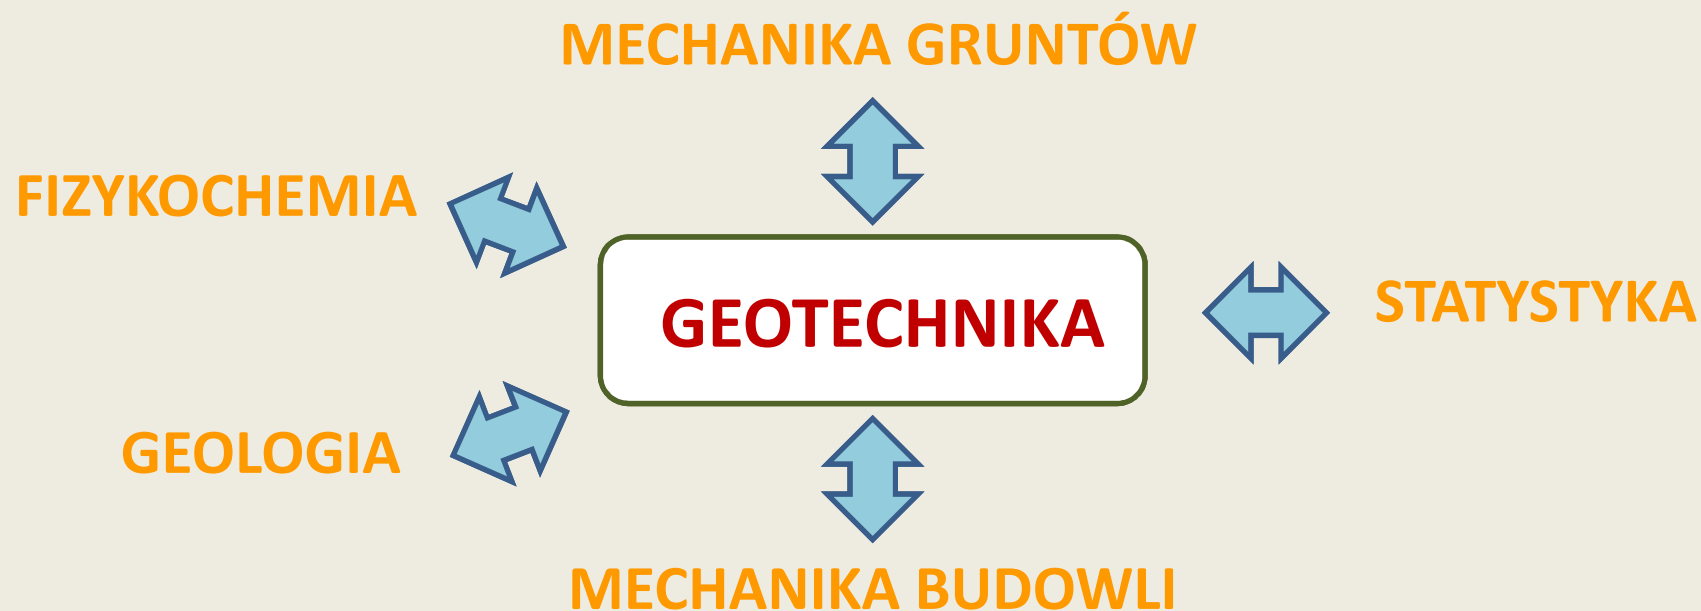 MECHANIKA GRUNTÓW
FIZYKOCHEMIA
GEOTECHNIKA
STATYSTYKA
GEOLOGIA
MECHANIKA BUDOWLI